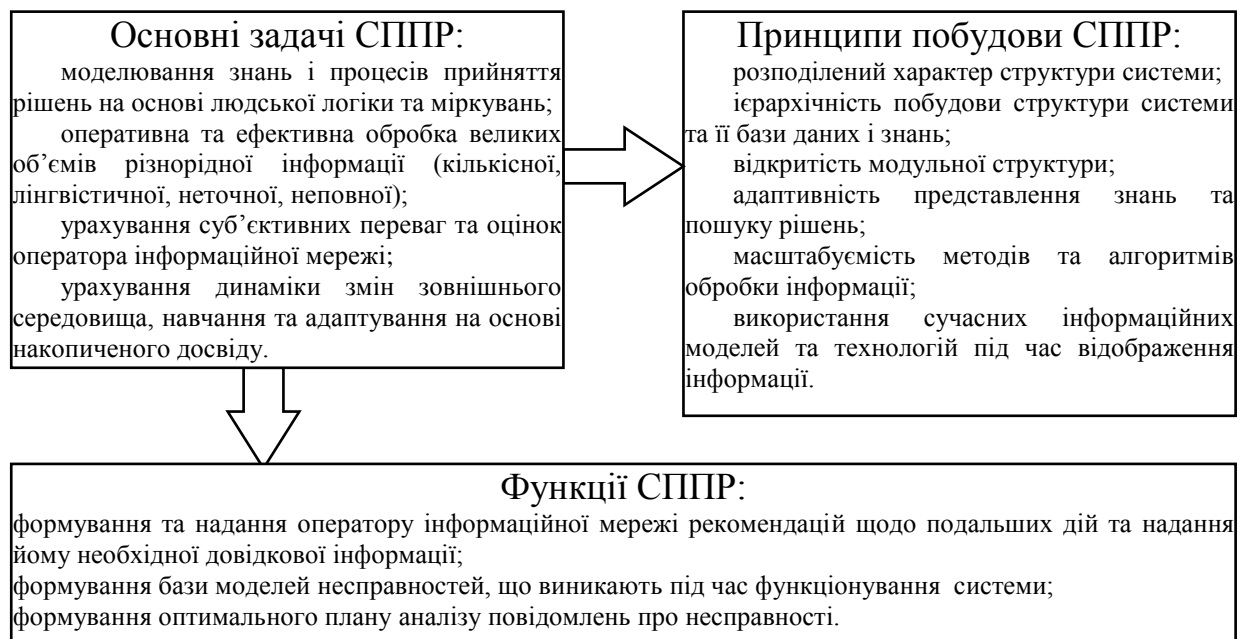 Основні задачі СППР:
моделювання знань і процесів прийняття
рішень на основі людської логіки та міркувань;
оперативна та ефективна обробка великих
об’ємів різнорідної інформації (кількісної,
лінгвістичної, неточної, неповної);
урахування суб’єктивних переваг та оцінок
оператора інформаційної мережі;
урахування динаміки змін зовнішнього
середовища, навчання та адаптування на основі
накопиченого досвіду.
Принципи побудови СППР:
розподілений характер структури системи;
ієрархічність побудови структури системи
та її бази даних і знань;
відкритість модульної структури;
адаптивність представлення знань та
пошуку рішень;
масштабуємість методів та алгоритмів
обробки інформації;
використання сучасних інформаційних
моделей та технологій під час відображення
інформації.
Функції СППР:
формування та надання оператору інформаційної мережі рекомендацій щодо подальших дій та надання
йому необхідної довідкової інформації;
формування бази моделей несправностей, що виникають під час функціонування системи;
формування оптимального плану аналізу повідомлень про несправності.